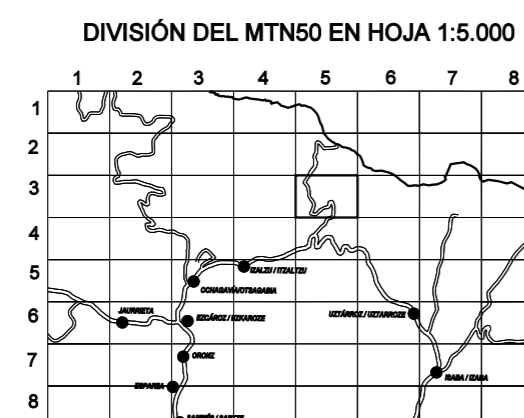 DIVISIÓN DEL MTN50 EN HOJA 1:5.000
1 2 3 4 5 6 7 8
1
2
3
4
5
IZALZU / ITZALTZU
OCHAGAVÍA/OTSAGABIA
6
JAURRIETA
EZCÁROZ / EZKAROZE
UZTÁRROZ / UZTARROZE
7
ORONZ
ISABA / IZABA
8
ESPARZA